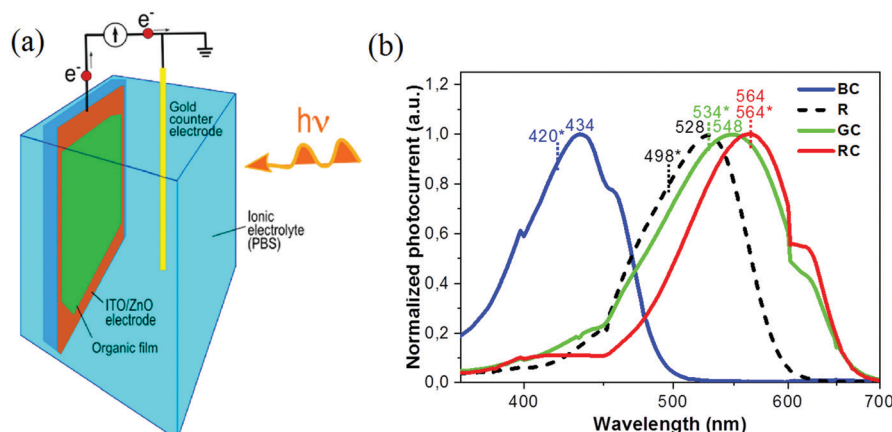 (a)
e-
e-
Gold
counter
electrode
hν
Ionic
electrolyte
(PBS)
ITO/ZnO
electrode
Organic film
(b)
Normalized photocurrent (a.u.)
1.2
1.0
0.8
0.6
0.4
0,2
0.0
420* 434
498*
528
534*
548
564
564*
BC
R
GC
RC
400
500
600
700
Wavelength (nm)